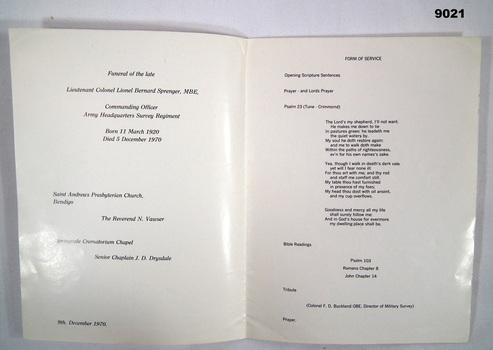 9021
Funeral of the late
Lieutenant Colonel Lionel Bernard Sprenger, MBE,
Commanding Officer
Army Headquarters Survey Regiment
Born 11 March 1920
Died 5 December 1970
Saint Andrews Presbyterian Church,
Bendigo
The Reverend N. Vawser
Crematorium Chapel
Senior Chaplain J. D. Drysdale
9th. December 1970.
FORM OF SERVICE
Opening Scripture Sentences
Prayer - and Lords Prayer
Psalm 23 (Tune - Crimmond)
The Lord's my shepherd, I'll not want.
He makes me down to lie
In pastures green: he leadeth me
the quiet waters by.
My soul he doth restore again;
and me to walk doth make
Within the paths of righteousness,
ev'n for his own name's sake.
Yea, though I walk in death's dark vale
yet will I fear none ill:
For thou art with me; and thy rod
and staff me comfort still.
My table thou hast furnished
in presence of my foes;
My head thou dost with oil anoint,
and my cup overflows.
Goodness and mercy all my life
shall surely follow me:
And in God's house for evermore
my dwelling place shall be.
Bible Readings
Psalm 103
Romans Chapter 8
John Chapter 14
Tribute
(Colonel F. D. Buckland OBE, Director of Military Survey)
Prayer.